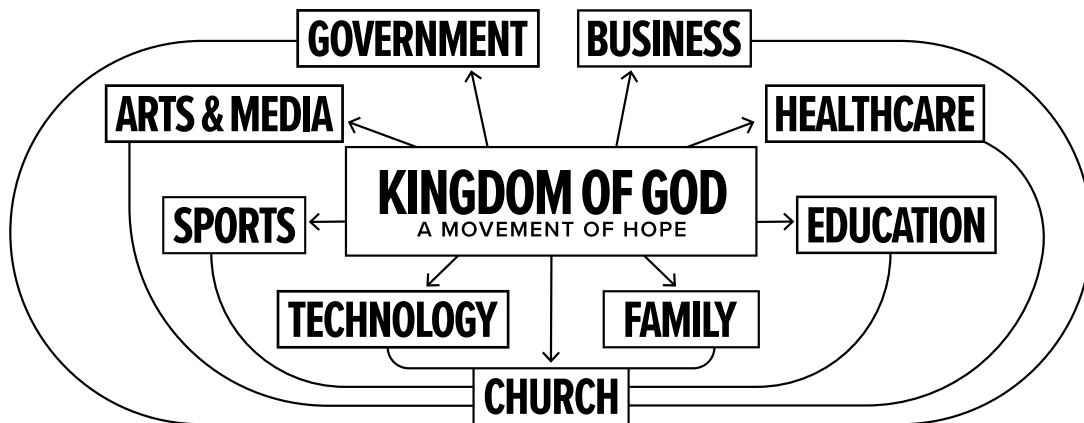 GOVERNMENT
BUSINESS
ARTS & MEDIA
HEALTHCARE
KINGDOM OF GOD
A MOVEMENT OF HOPE
SPORTS
EDUCATION
TECHNOLOGY
FAMILY
CHURCH